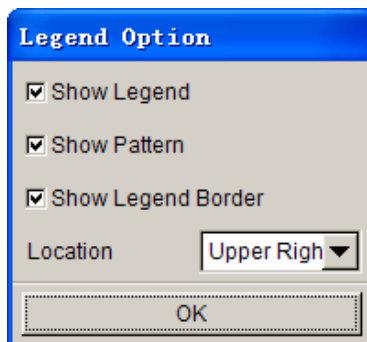 Legend Option
Show Legend
Show Pattern
Show Legend Border
Location Upper Righ
OK